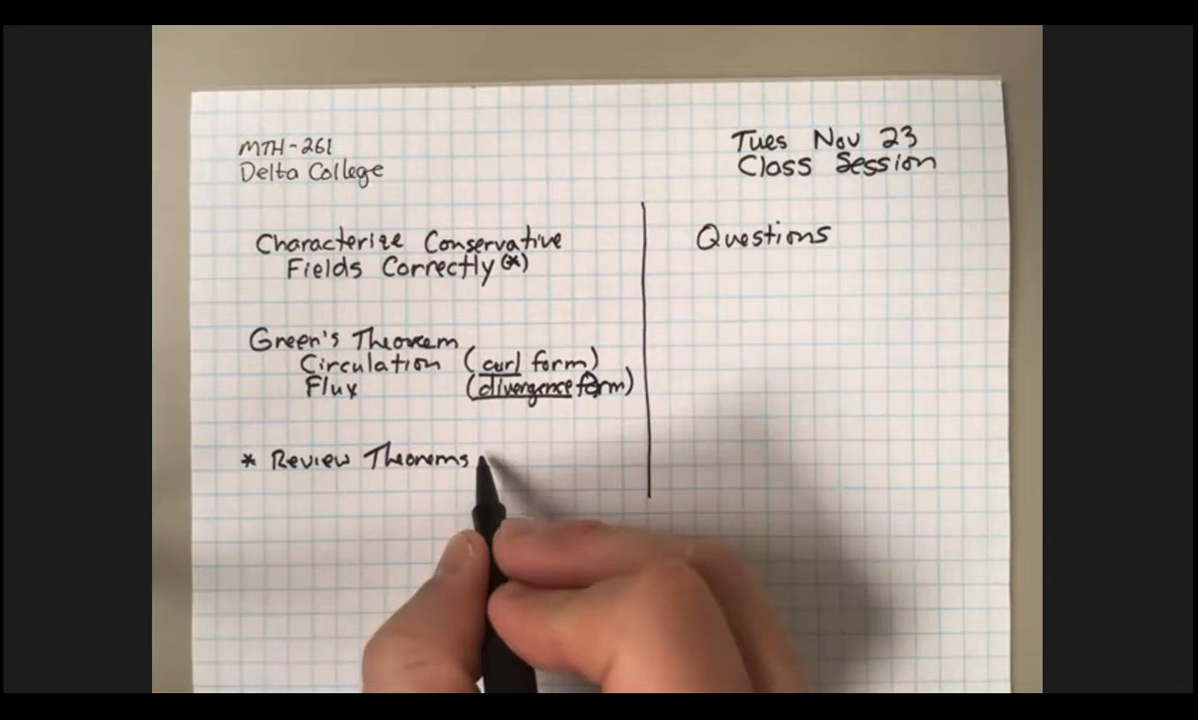 MTH-261
Delta College
Tues Nov 23
Class Session
Characterize Conservative
Fields Correctly (*)
Questions
Green's Theorem
Circulation (curl form)
Flux (divergence form)
* Review Theorems